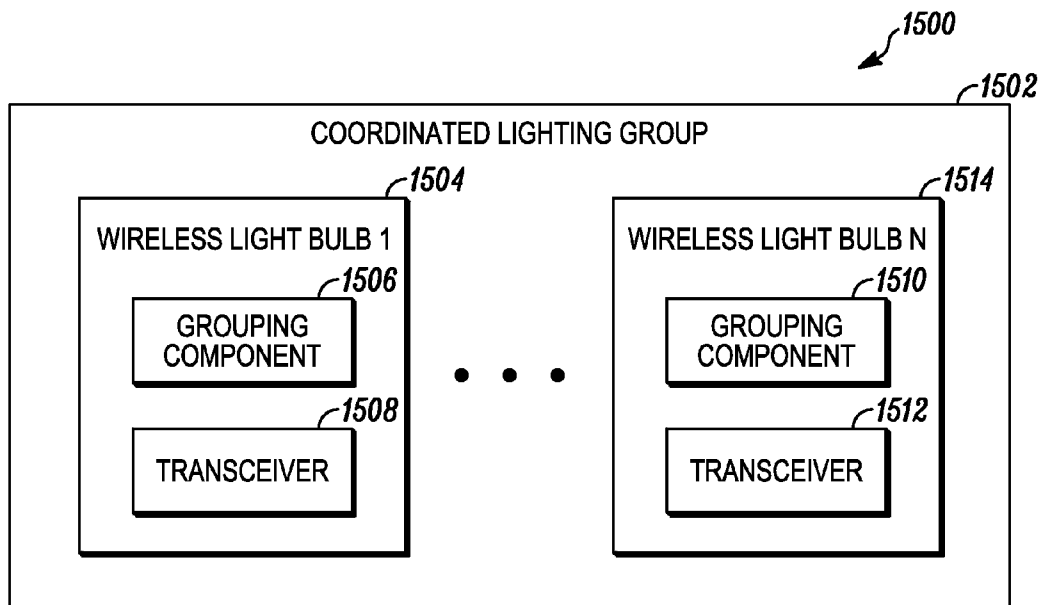 1500
1502
COORDINATED LIGHTING GROUP
1504
WIRELESS LIGHT BULB 1
1506
GROUPING
COMPONENT
1508
TRANSCEIVER
1514
WIRELESS LIGHT BULB N
1510
GROUPING
COMPONENT
1512
TRANSCEIVER